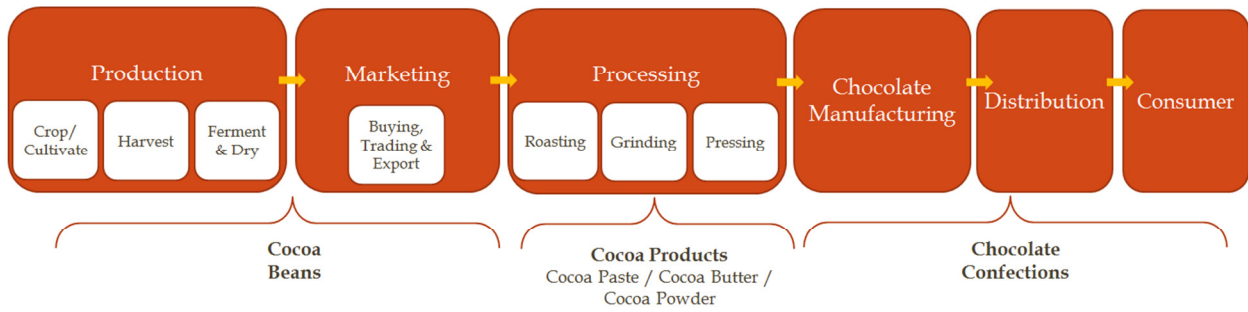 Production
Crop/
Cultivate
Harvest
Ferment
& Dry
Marketing
Buying,
Trading &
Export
Processing
Roasting
Grinding
Pressing
Chocolate
Manufacturing
Distribution
Consumer
Cocoa
Beans
Cocoa Products
Cocoa Paste / Cocoa Butter /
Cocoa Powder
Chocolate
Confections